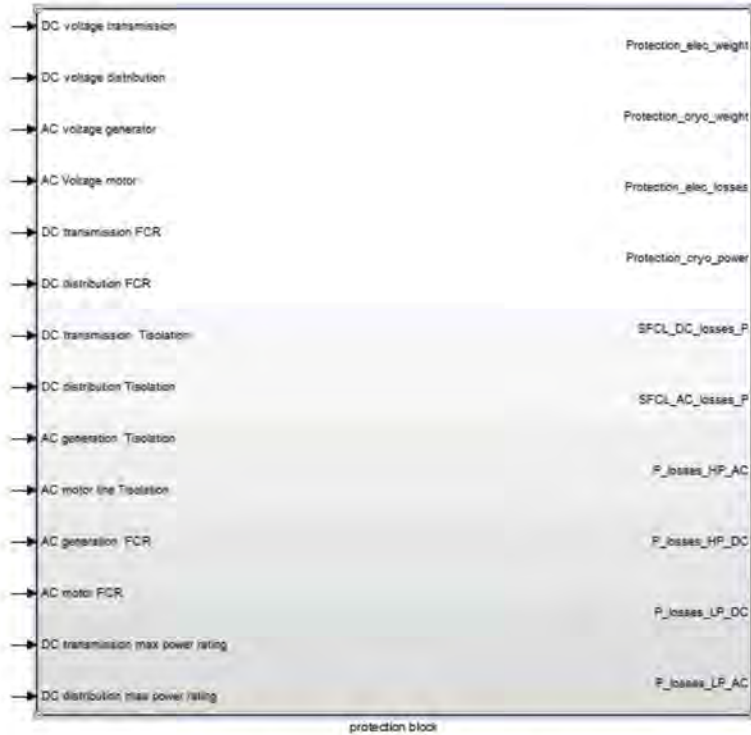 DC voltage transmission
DC voltage distribution
AC voltage generator
AC Voltage motor
DC transmission FCR
DC distribution FCR
DC transmission Tisolation
DC distribution Tisolation
AC generation Tisolation
AC motor line Tisolation
AC generation FCR
AC motor FCR
DC transmission max power rating
DC distribution max power rating
Protection_elec_weight
Protection_cryo_weight
Protection_elec_losses
Protection_cryo_power
SFCL_DC_losses_P
SFCL_AC_losses_P
P_losses_HP_AC
P_losses_HP_DC
P_losses_LP_DC
P_losses_LP_AC
protection block